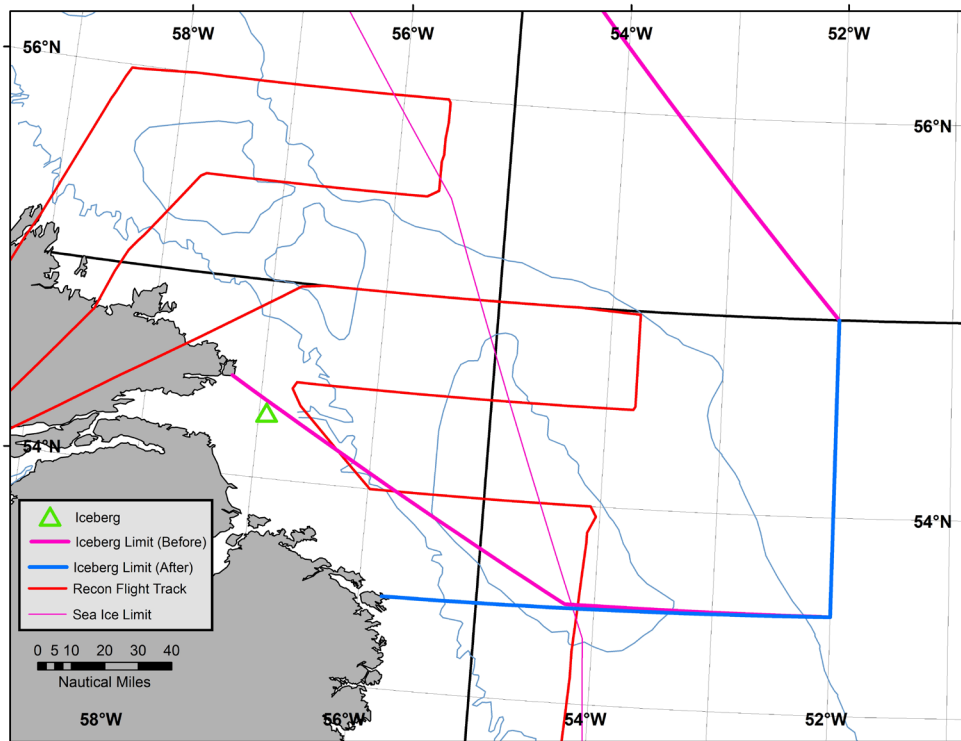 58°W 56°W 54°W 52°W
56°N
56°N
54°N
54°N
Iceberg
Iceberg Limit (Before)
Iceberg Limit (After)
Recon Flight Track
Sea Ice Limit
0 5 10 20 30 40
Nautical Miles
58°W 56°W 54°W 52°W